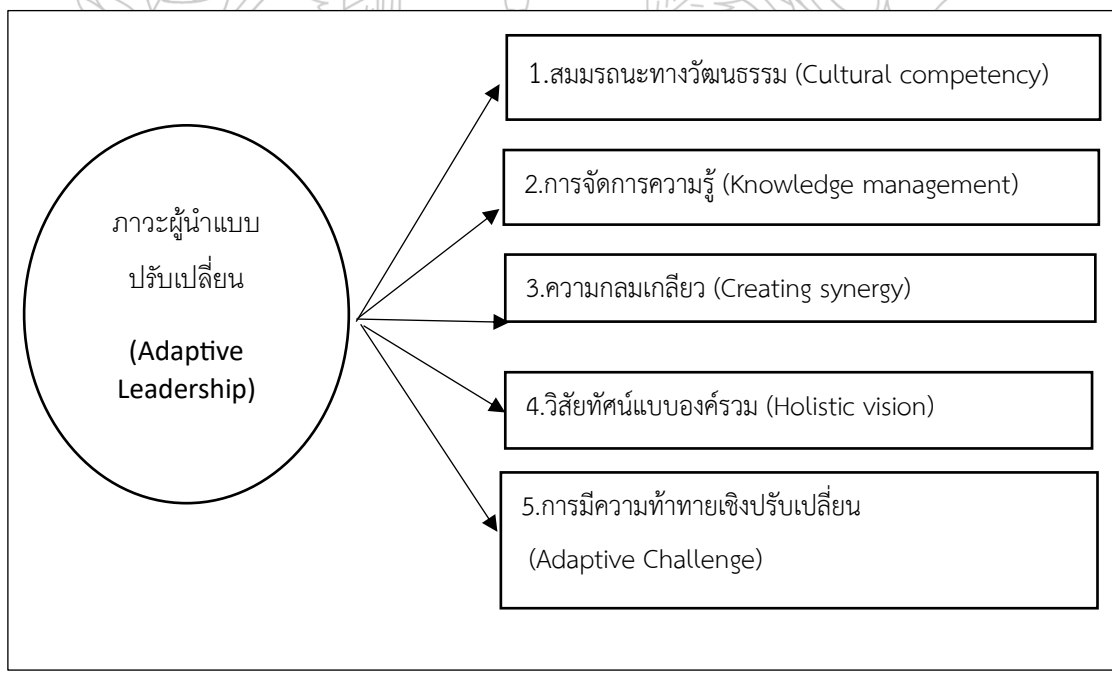 ภาวะผู้นำแบบ
ปรับเปลี่ยน
(Adaptive
Leadership)
1.สมมรถนะทางวัฒนธรรม (Cultural competency)
2.การจัดการความรู้ (Knowledge management)
3.ความกลมเกลียว (Creating synergy)
4.วิสัยทัศน์แบบองค์รวม (Holistic vision)
5.การมีความท้าทายเชิงปรับเปลี่ยน
(Adaptive Challenge)